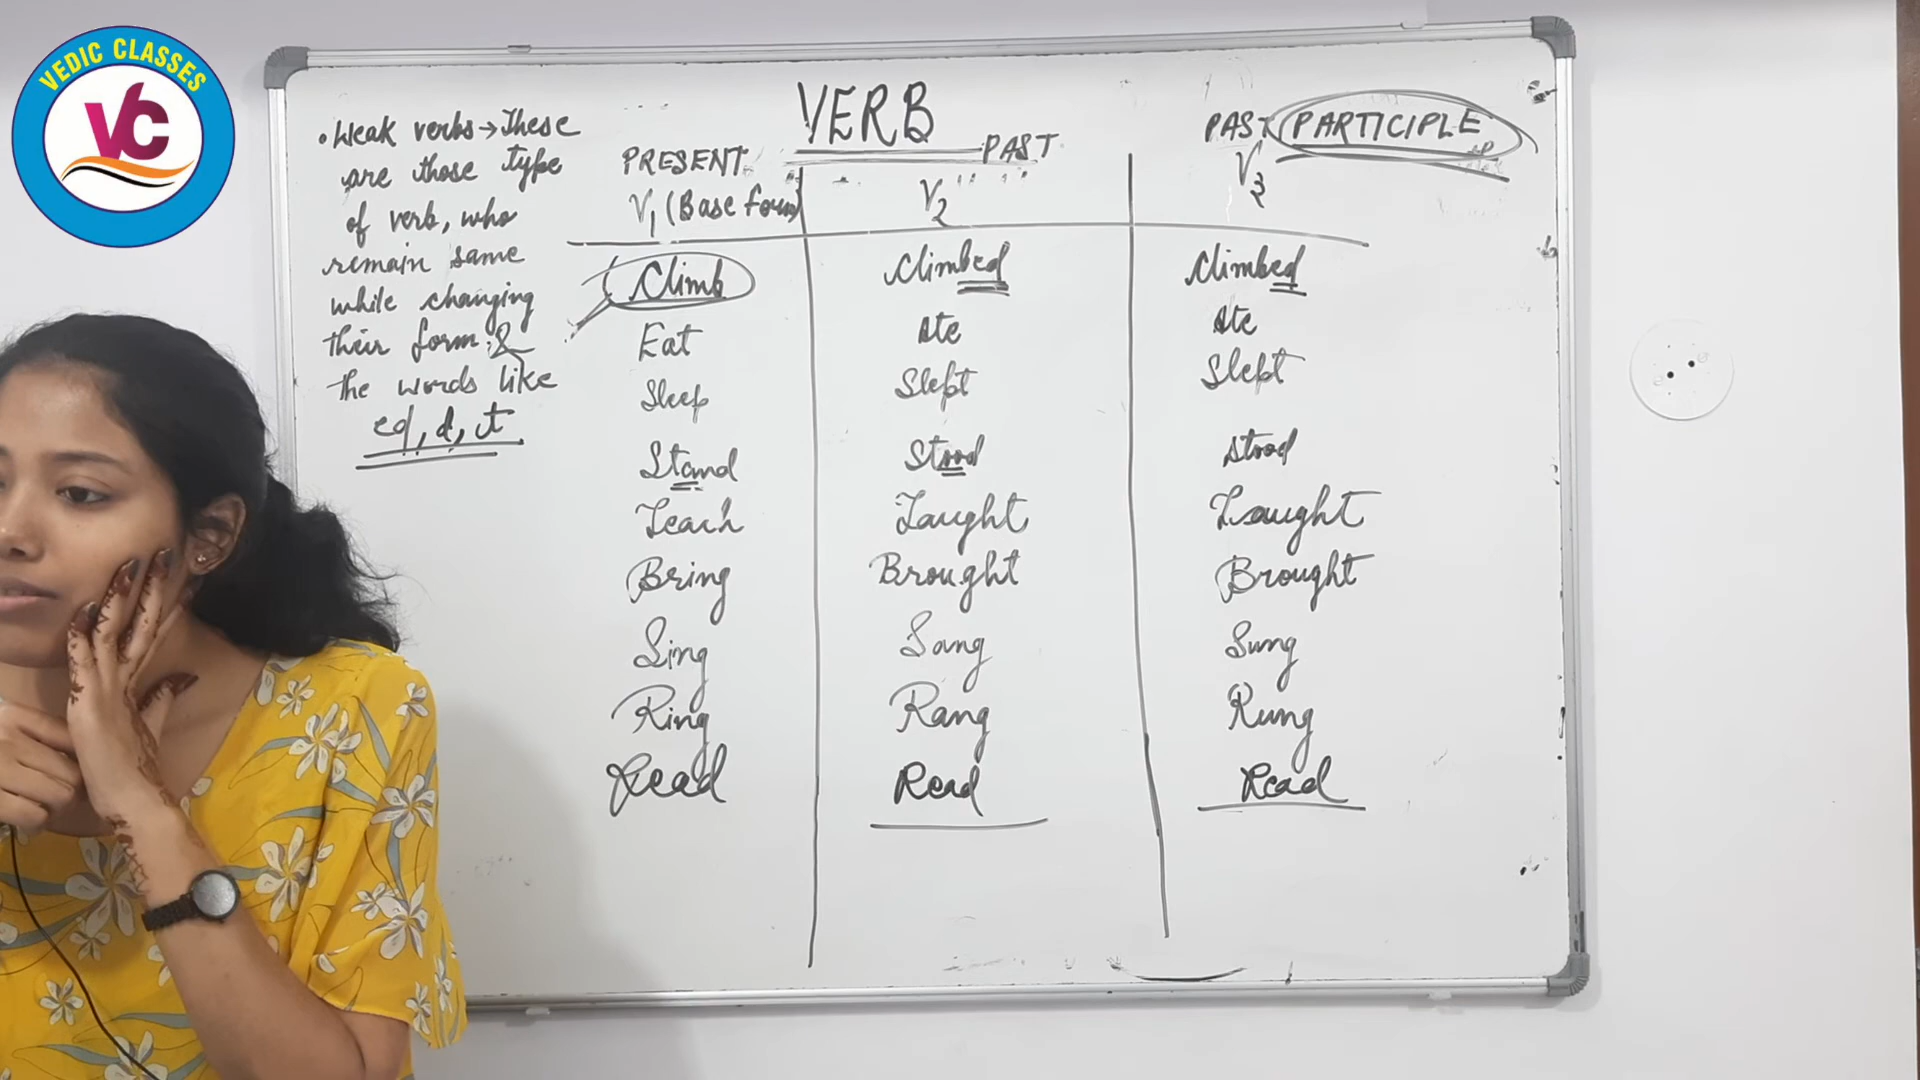 VEDIC CLASSES
VC
VERB
• Weak verbs → These
are those type
of verb, who
remain same
while changing
their form &
the words like
ed, d, t
PRESENT PAST PAST PARTICIPLE
V1 (Base form) V2 V3
Climb Climbed Climbed
Eat Ate Ate
Sleep Slept Slept
Stand Stood Stood
Teach Taught Taught
Bring Brought Brought
Sing Sang Sung
Ring Rang Rung
Read Read Read